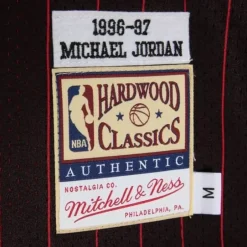 1996-97
MICHAEL JORDAN
HARDWOOD
CLASSICS
NBA
AUTHENTIC
NOSTALGIA CO.
Mitchell & Ness
PHILADELPHIA, PA.
M